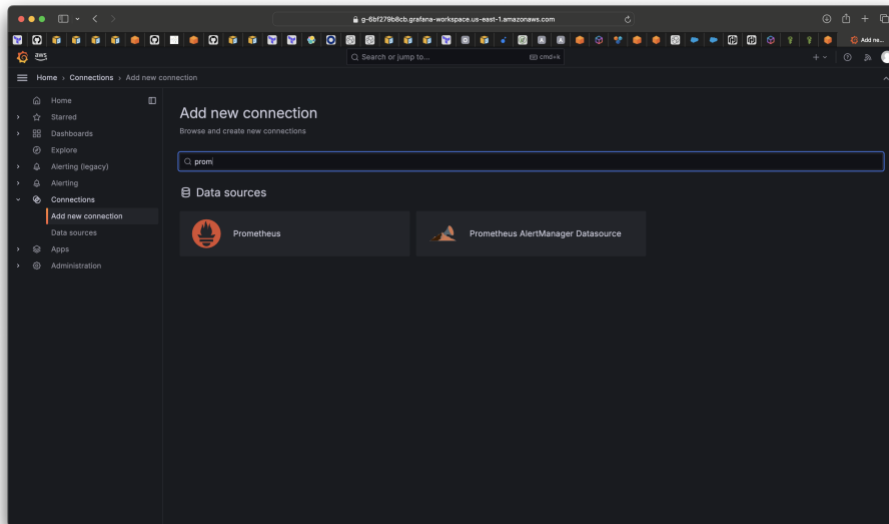 g-6bf279b8cb.grafana-workspace.us-east-1.amazonaws.com
Add ne...
aws
Search or jump to...
cmd+k
Home › Connections › Add new connection
Home
Starred
Dashboards
Explore
Alerting (legacy)
Alerting
Connections
Add new connection
Data sources
Apps
Administration
Add new connection
Browse and create new connections
prom
Data sources
Prometheus
Prometheus AlertManager Datasource